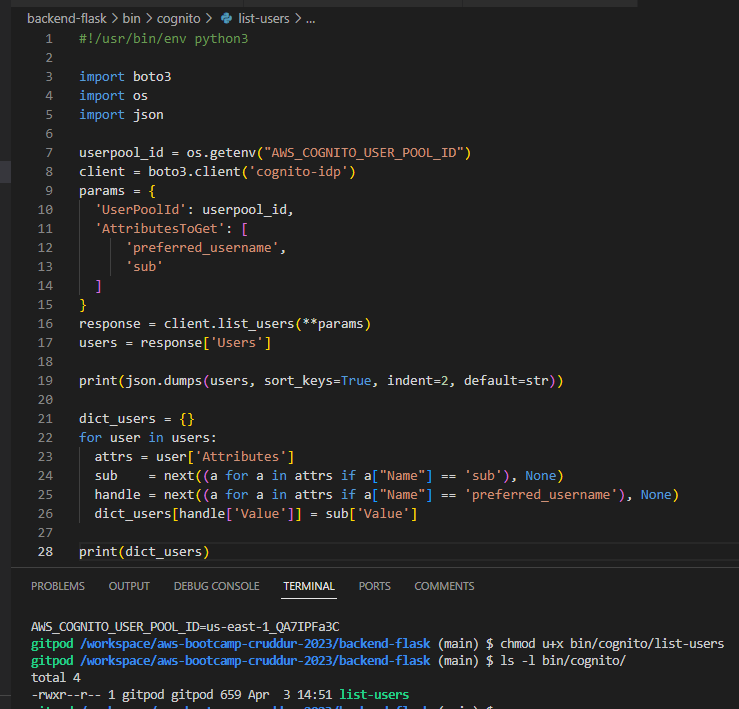 backend-flask > bin > cognito > list-users > ...
1 #!/usr/bin/env python3
2
3 import boto3
4 import os
5 import json
6
7 userpool_id = os.getenv("AWS_COGNITO_USER_POOL_ID")
8 client = boto3.client('cognito-idp')
9 params = {
10   'UserPoolId': userpool_id,
11   'AttributesToGet': [
12       'preferred_username',
13       'sub'
14   ]
15 }
16 response = client.list_users(**params)
17 users = response['Users']
18
19 print(json.dumps(users, sort_keys=True, indent=2, default=str))
20
21 dict_users = {}
22 for user in users:
23   attrs = user['Attributes']
24   sub    = next((a for a in attrs if a["Name"] == 'sub'), None)
25   handle = next((a for a in attrs if a["Name"] == 'preferred_username'), None)
26   dict_users[handle['Value']] = sub['Value']
27
28 print(dict_users)
PROBLEMS OUTPUT DEBUG CONSOLE TERMINAL PORTS COMMENTS
AWS_COGNITO_USER_POOL_ID=us-east-1_QA7IPFa3C
gitpod /workspace/aws-bootcamp-cruddur-2023/backend-flask (main) $ chmod u+x bin/cognito/list-users
gitpod /workspace/aws-bootcamp-cruddur-2023/backend-flask (main) $ ls -l bin/cognito/
total 4
-rwxr--r-- 1 gitpod gitpod 659 Apr  3 14:51 list-users